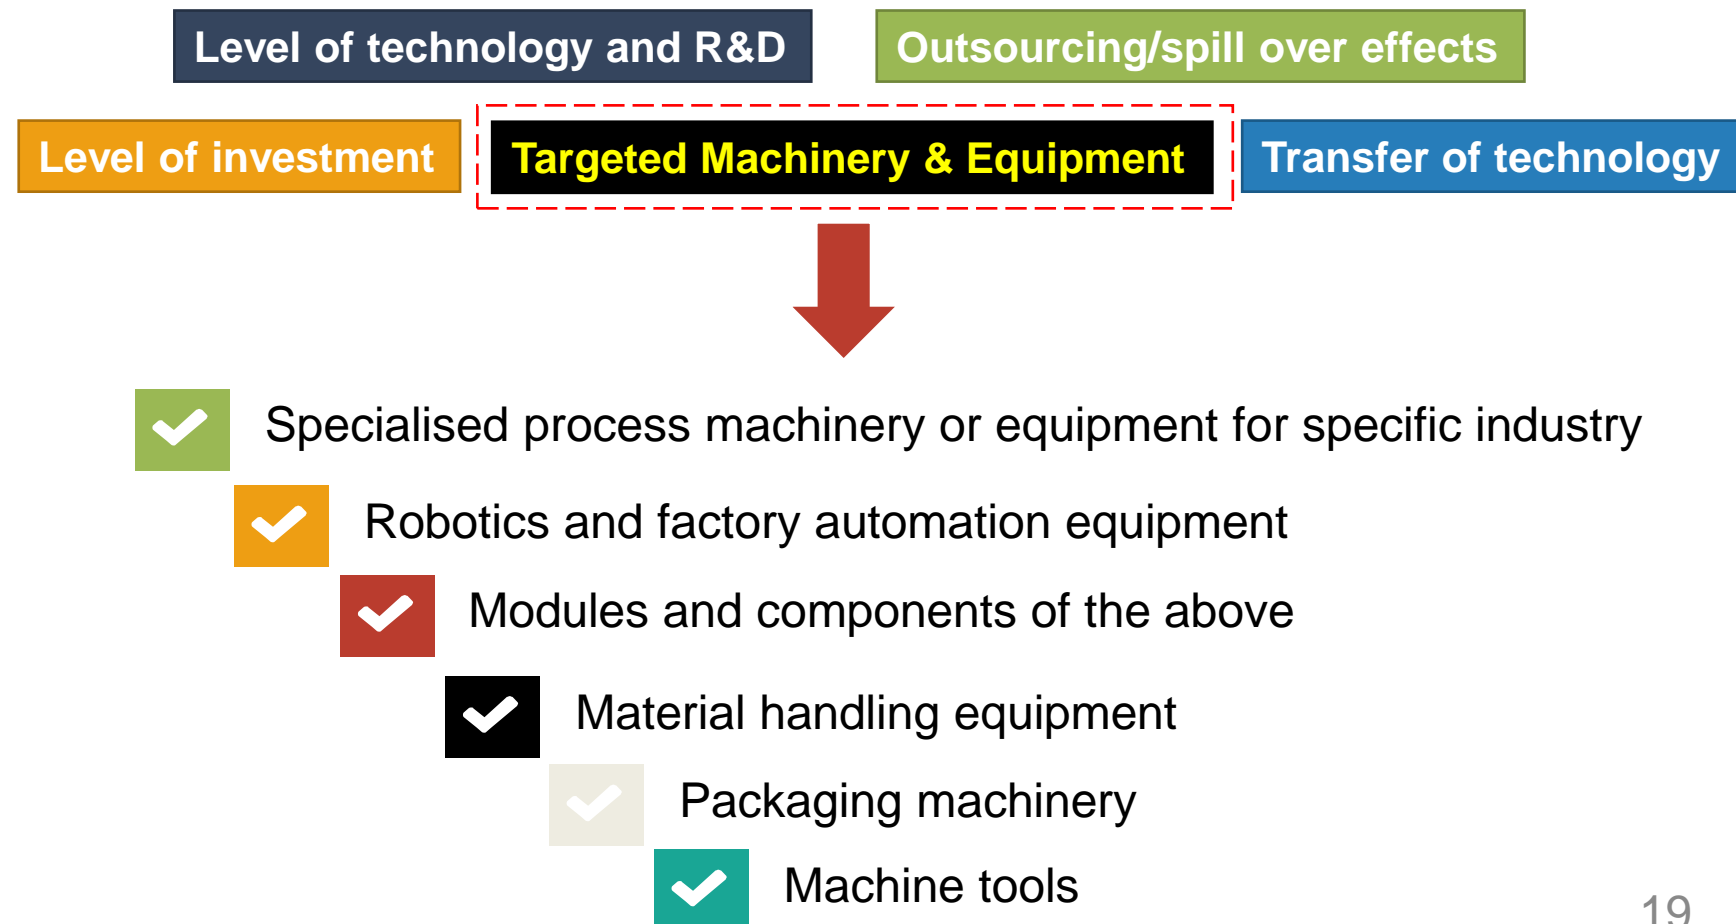 Level of technology and R&D
Outsourcing/spill over effects
Level of investment
Targeted Machinery & Equipment
Transfer of technology
Specialised process machinery or equipment for specific industry
Robotics and factory automation equipment
Modules and components of the above
Material handling equipment
Packaging machinery
Machine tools
19